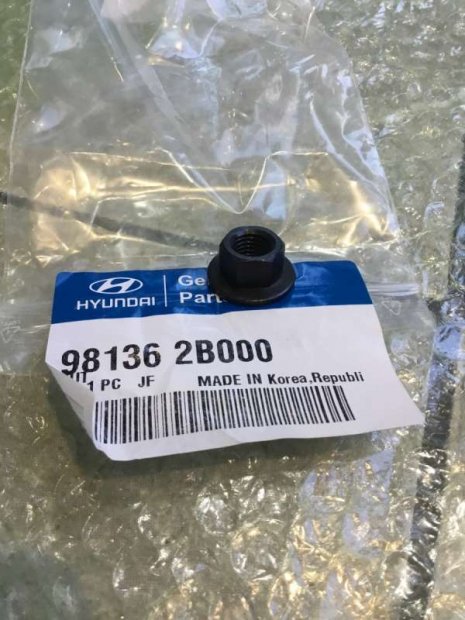 HYUNDAI
Ge
Part
98136 2B000
1 PC JF MADE IN Korea,Republi